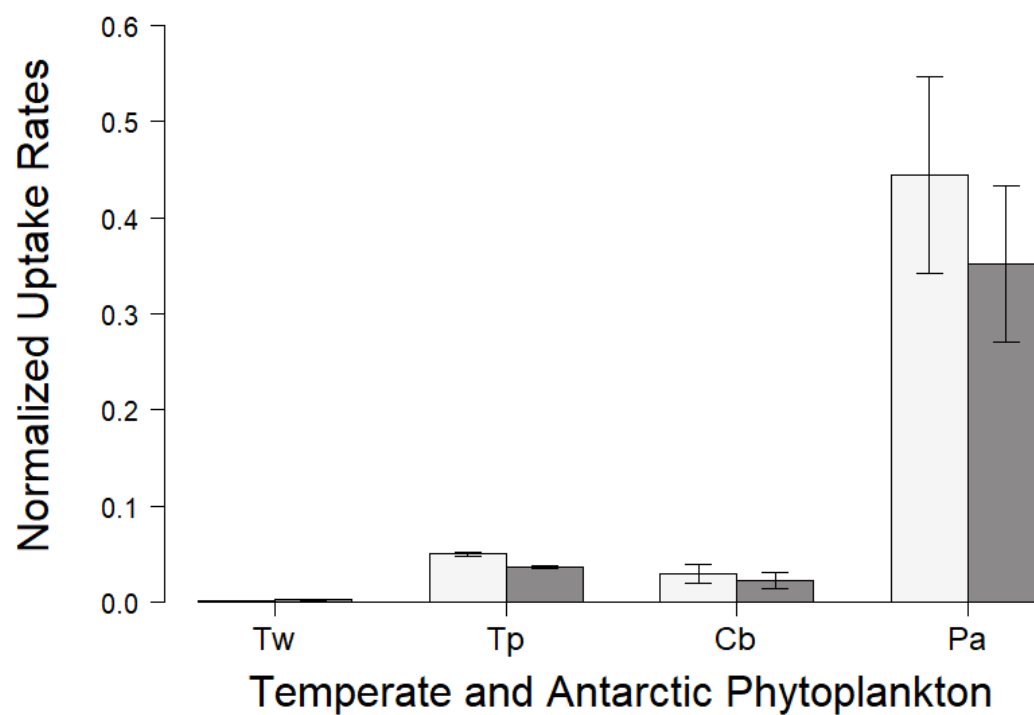 Normalized Uptake Rates
0.6
0.5
0.4
0.3
0.2
0.1
0.0
Tw Tp Cb Pa
Temperate and Antarctic Phytoplankton